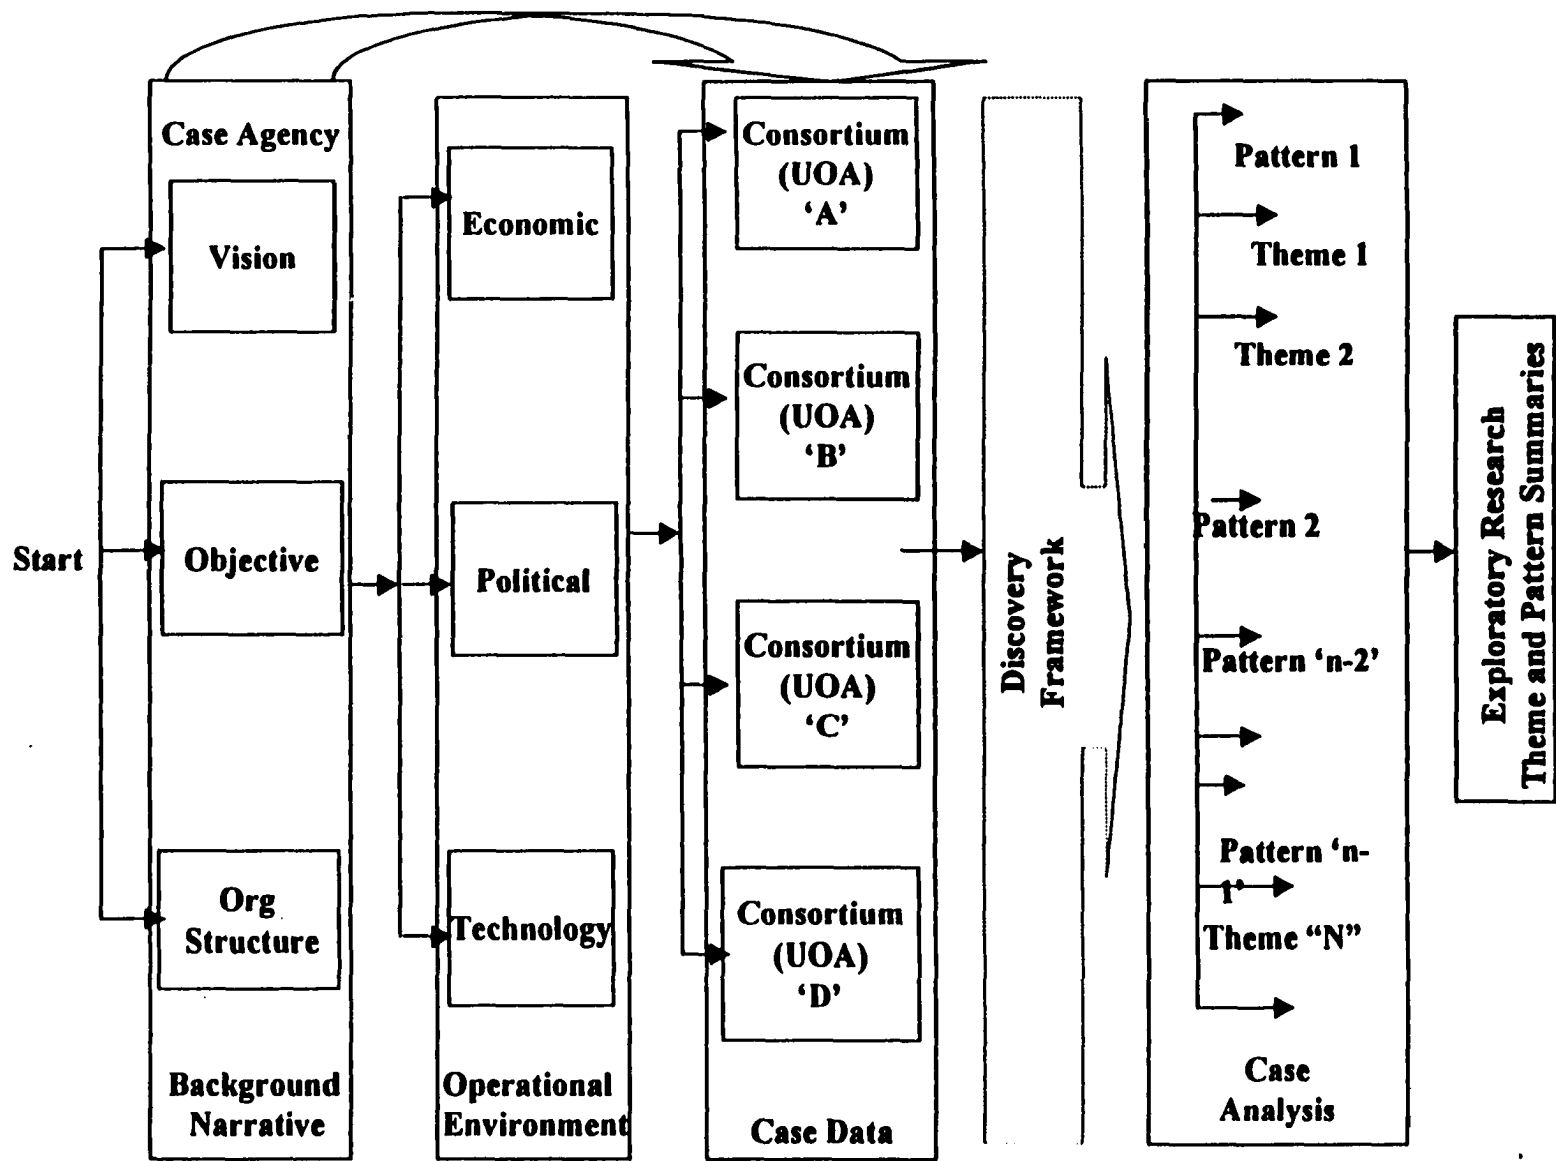 Start
Case Agency
Vision
Objective
Org
Structure
Background
Narrative
Economic
Political
Technology
Operational
Environment
Consortium
(UOA)
‘A’
Consortium
(UOA)
‘B’
Consortium
(UOA)
‘C’
Consortium
(UOA)
‘D’
Case Data
Discovery
Framework
Pattern 1
Theme 1
Theme 2
Pattern 2
Pattern ‘n-2’
Pattern ‘n-
1’
Theme “N”
Case
Analysis
Exploratory Research
Theme and Pattern Summaries